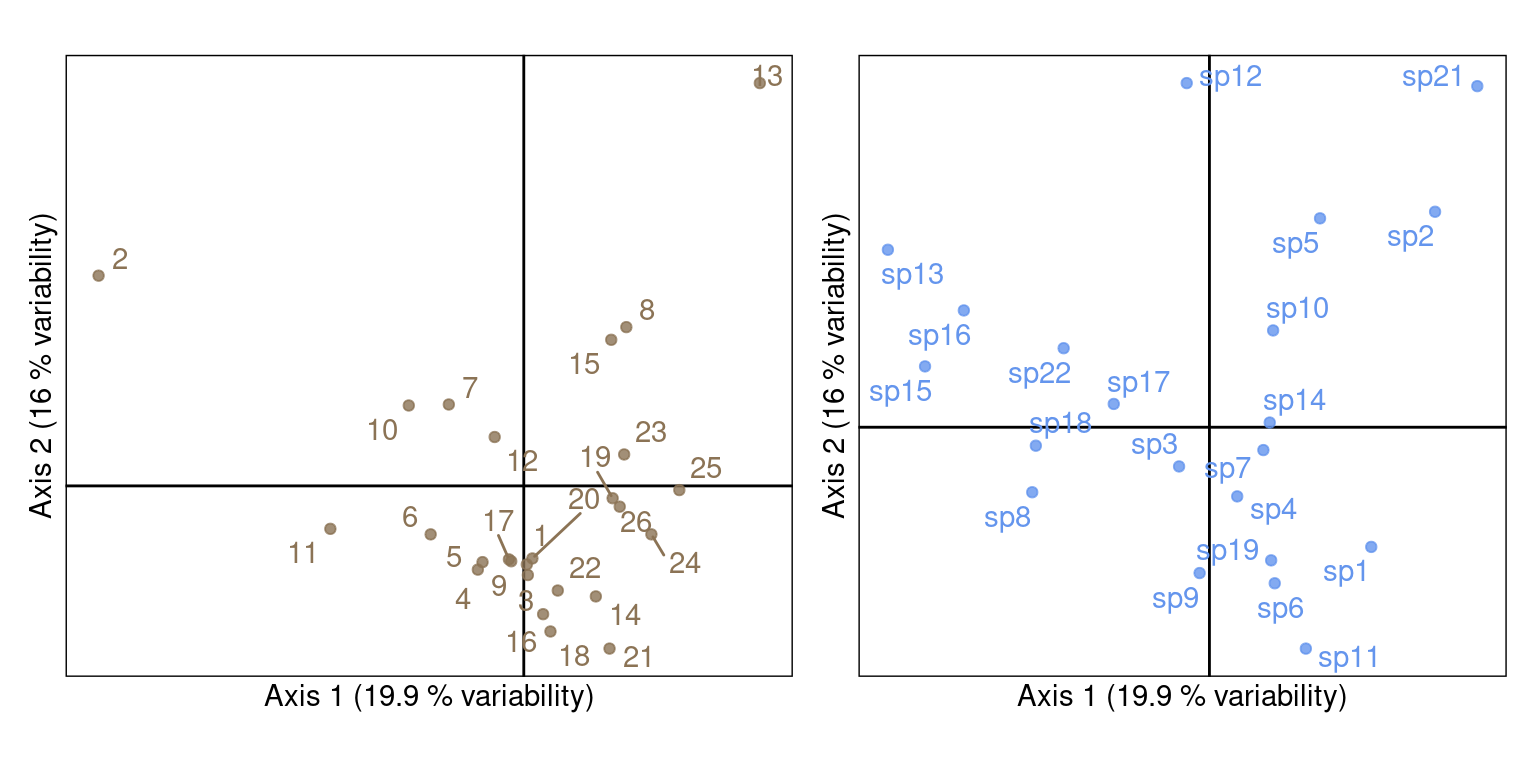 13
2
8
15
7
10
23
12
19
25
20
6
17
26
1
11
5
24
22
9
4
3
14
16
18
21
Axis 1 (19.9 % variability)
Axis 2 (16 % variability)
sp12
sp21
sp2
sp5
sp13
sp10
sp16
sp22
sp17
sp15
sp14
sp18
sp3
sp7
sp4
sp8
sp19
sp1
sp9
sp6
sp11
Axis 1 (19.9 % variability)
Axis 2 (16 % variability)